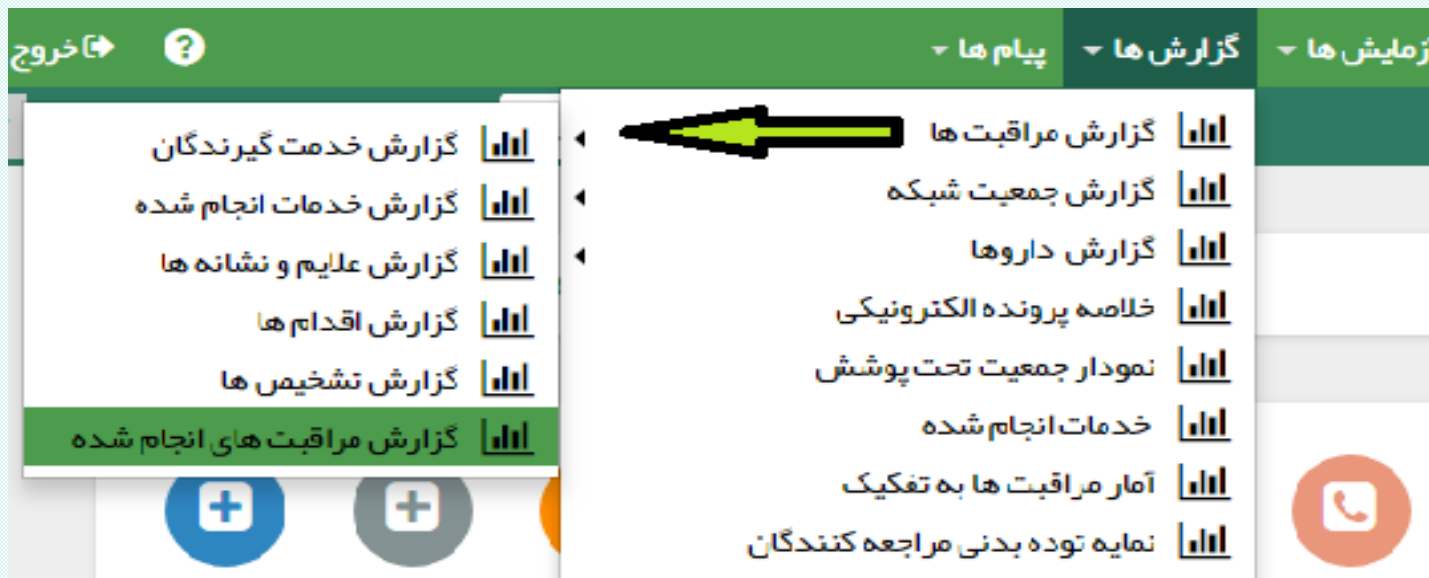 آزمایش ها گزارش ها پیام ها ? خروج
گزارش مراقبت ها
گزارش جمعیت شبکه
گزارش داروها
خلاصه پرونده الکترونیکی
نمودار جمعیت تحت پوشش
خدمات انجام شده
آمار مراقبت ها به تفکیک
نمایه توده بدنی مراجعه کنندگان
گزارش خدمت گیرندگان
گزارش خدمات انجام شده
گزارش علایم و نشانه ها
گزارش اقدام ها
گزارش تشخیص ها
گزارش مراقبت های انجام شده